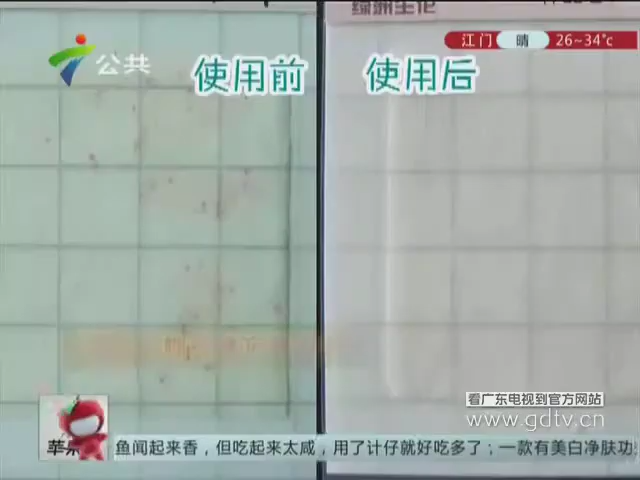 公共
江门 晴 26~34℃
使用前 使用后
看广东电视到官方网站
www.gdtv.cn
鱼闻起来香，但吃起来太咸，用了计仔就好吃多了；一款有美白净肤功